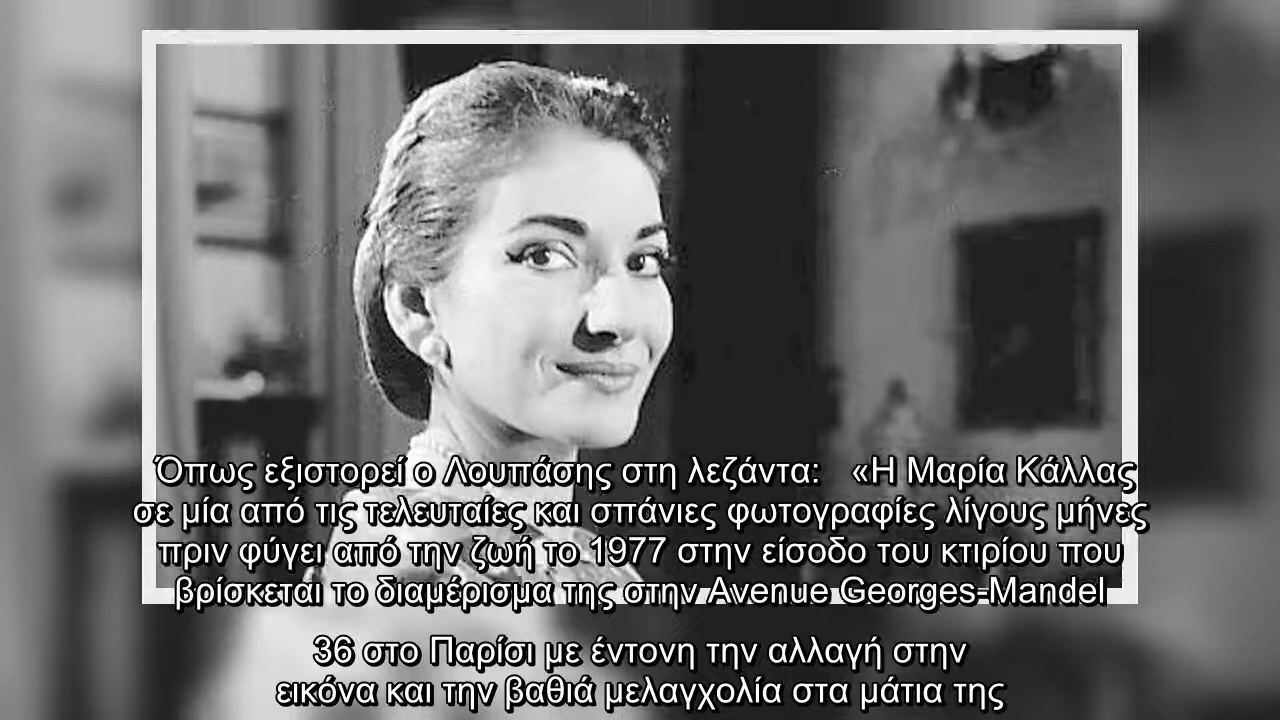 Όπως εξιστορεί ο Λουπάσης στη λεζάντα: «Η Μαρία Κάλλας
σε μία από τις τελευταίες και σπάνιες φωτογραφίες λίγους μήνες
πριν φύγει από την ζωή το 1977 στην είσοδο του κτιρίου που
βρίσκεται το διαμέρισμα της στην Avenue Georges-Mandel
36 στο Παρίσι με έντονη την αλλαγή στην
εικόνα και την βαθιά μελαγχολία στα μάτια της